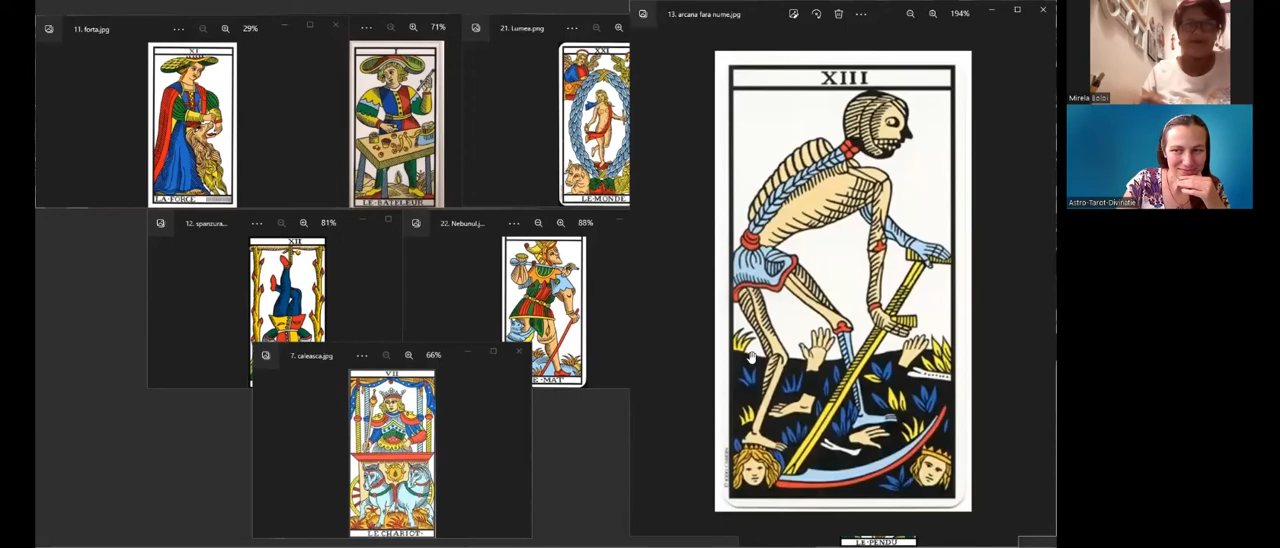 11. forta.jpg
29%
71%
21. Lumea.png
13. arcana fara nume.jpg
194%
XI
LA·FORCE
I
LE·BATELEUR
XXI
LE·MONDE
XIII
Mirela
Astro-Tarot-Divinatie
12. spanzura...
81%
22. Nebunul.j...
88%
XII
E·MAT
7. caleasca.jpg
66%
VII
LE·CHARIOT·
LE·PENDU